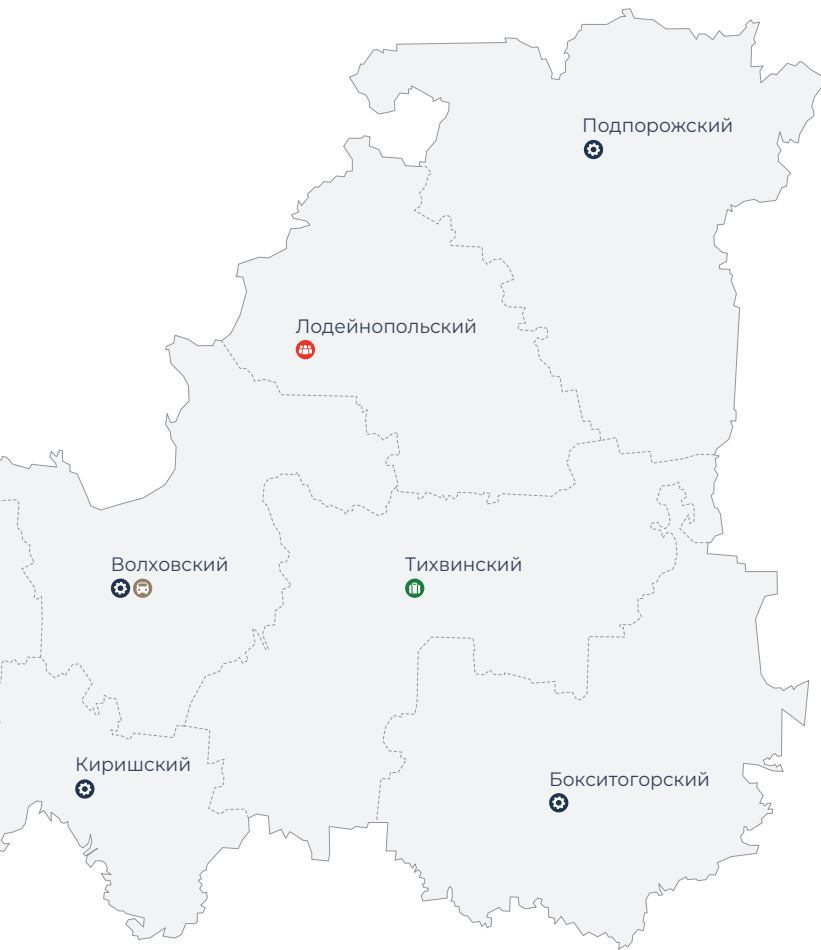 Подпорожский
Лодейнопольский
Волховский
Тихвинский
Киришский
Бокситогорский